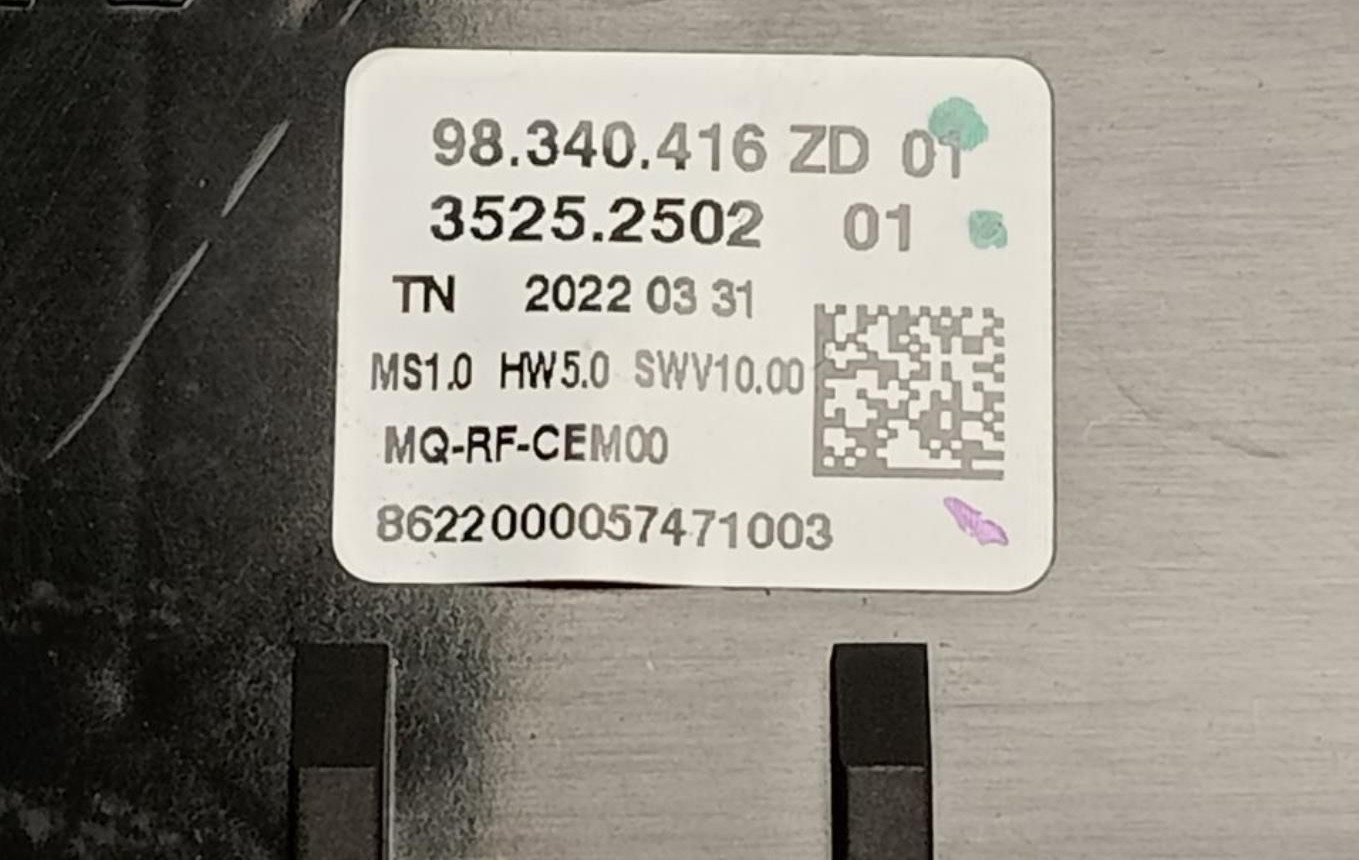 98.340.416 ZD 01
3525.2502 01
TN 2022 03 31
MS1.0 HW5.0 SWV10.00
MQ-RF-CEM00
8622000057471003